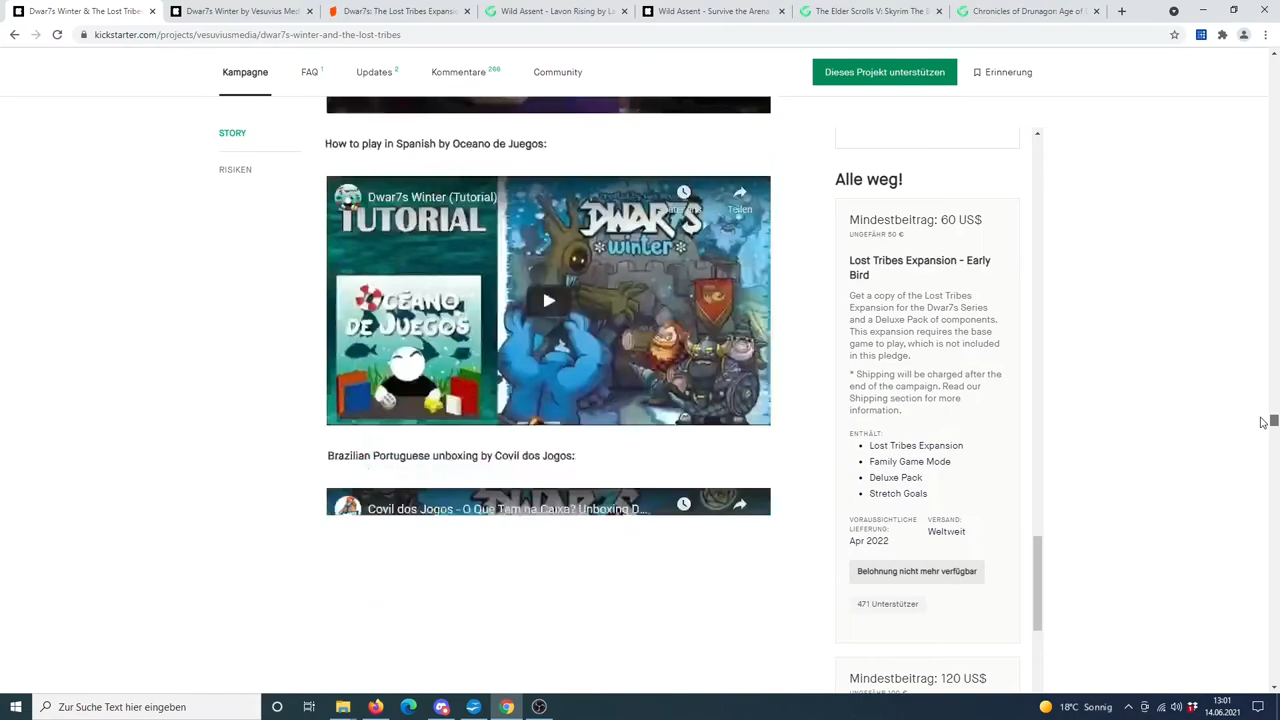 Dwar7s Winter & The Lost Tribes
Dwar7s Winter by Vesuvius Med
Dwar7s: The Lost Tribes Expans
Wild Assent - Lavon Rising by La
Wild Assent - Survive the Arena
The Elder Scrolls V: Skyrim The B
Chronicles of Drunagor: Age of D
kickstarter.com/projects/vesuviusmedia/dwar7s-winter-and-the-lost-tribes
Kampagne
FAQ 1
Updates 2
Kommentare 266
Community
Dieses Projekt unterstützen
Erinnerung
STORY
RISIKEN
How to play in Spanish by Oceano de Juegos:
Dwar7s Winter (Tutorial)
Teilen
TUTORIAL
DWAR7S
winter
OCÉANO
DE JUEGOS
Brazilian Portuguese unboxing by Covil dos Jogos:
Covil dos Jogos - O Que Tem na Caixa? Unboxing D...
Alle weg!
Mindestbeitrag: 60 US$
UNGEFÄHR 50 €
Lost Tribes Expansion - Early
Bird
Get a copy of the Lost Tribes
Expansion for the Dwar7s Series
and a Deluxe Pack of components.
This expansion requires the base
game to play, which is not included
in this pledge.
* Shipping will be charged after the
end of the campaign. Read our
Shipping section for more
information.
ENTHÄLT:
Lost Tribes Expansion
Family Game Mode
Deluxe Pack
Stretch Goals
VORAUSSICHTLICHE
LIEFERUNG:
Apr 2022
VERSAND:
Weltweit
Belohnung nicht mehr verfügbar
471 Unterstützer
Mindestbeitrag: 120 US$
UNGEFÄHR 100 €
Zur Suche Text hier eingeben
18°C Sonnig
13:01
14.06.2021